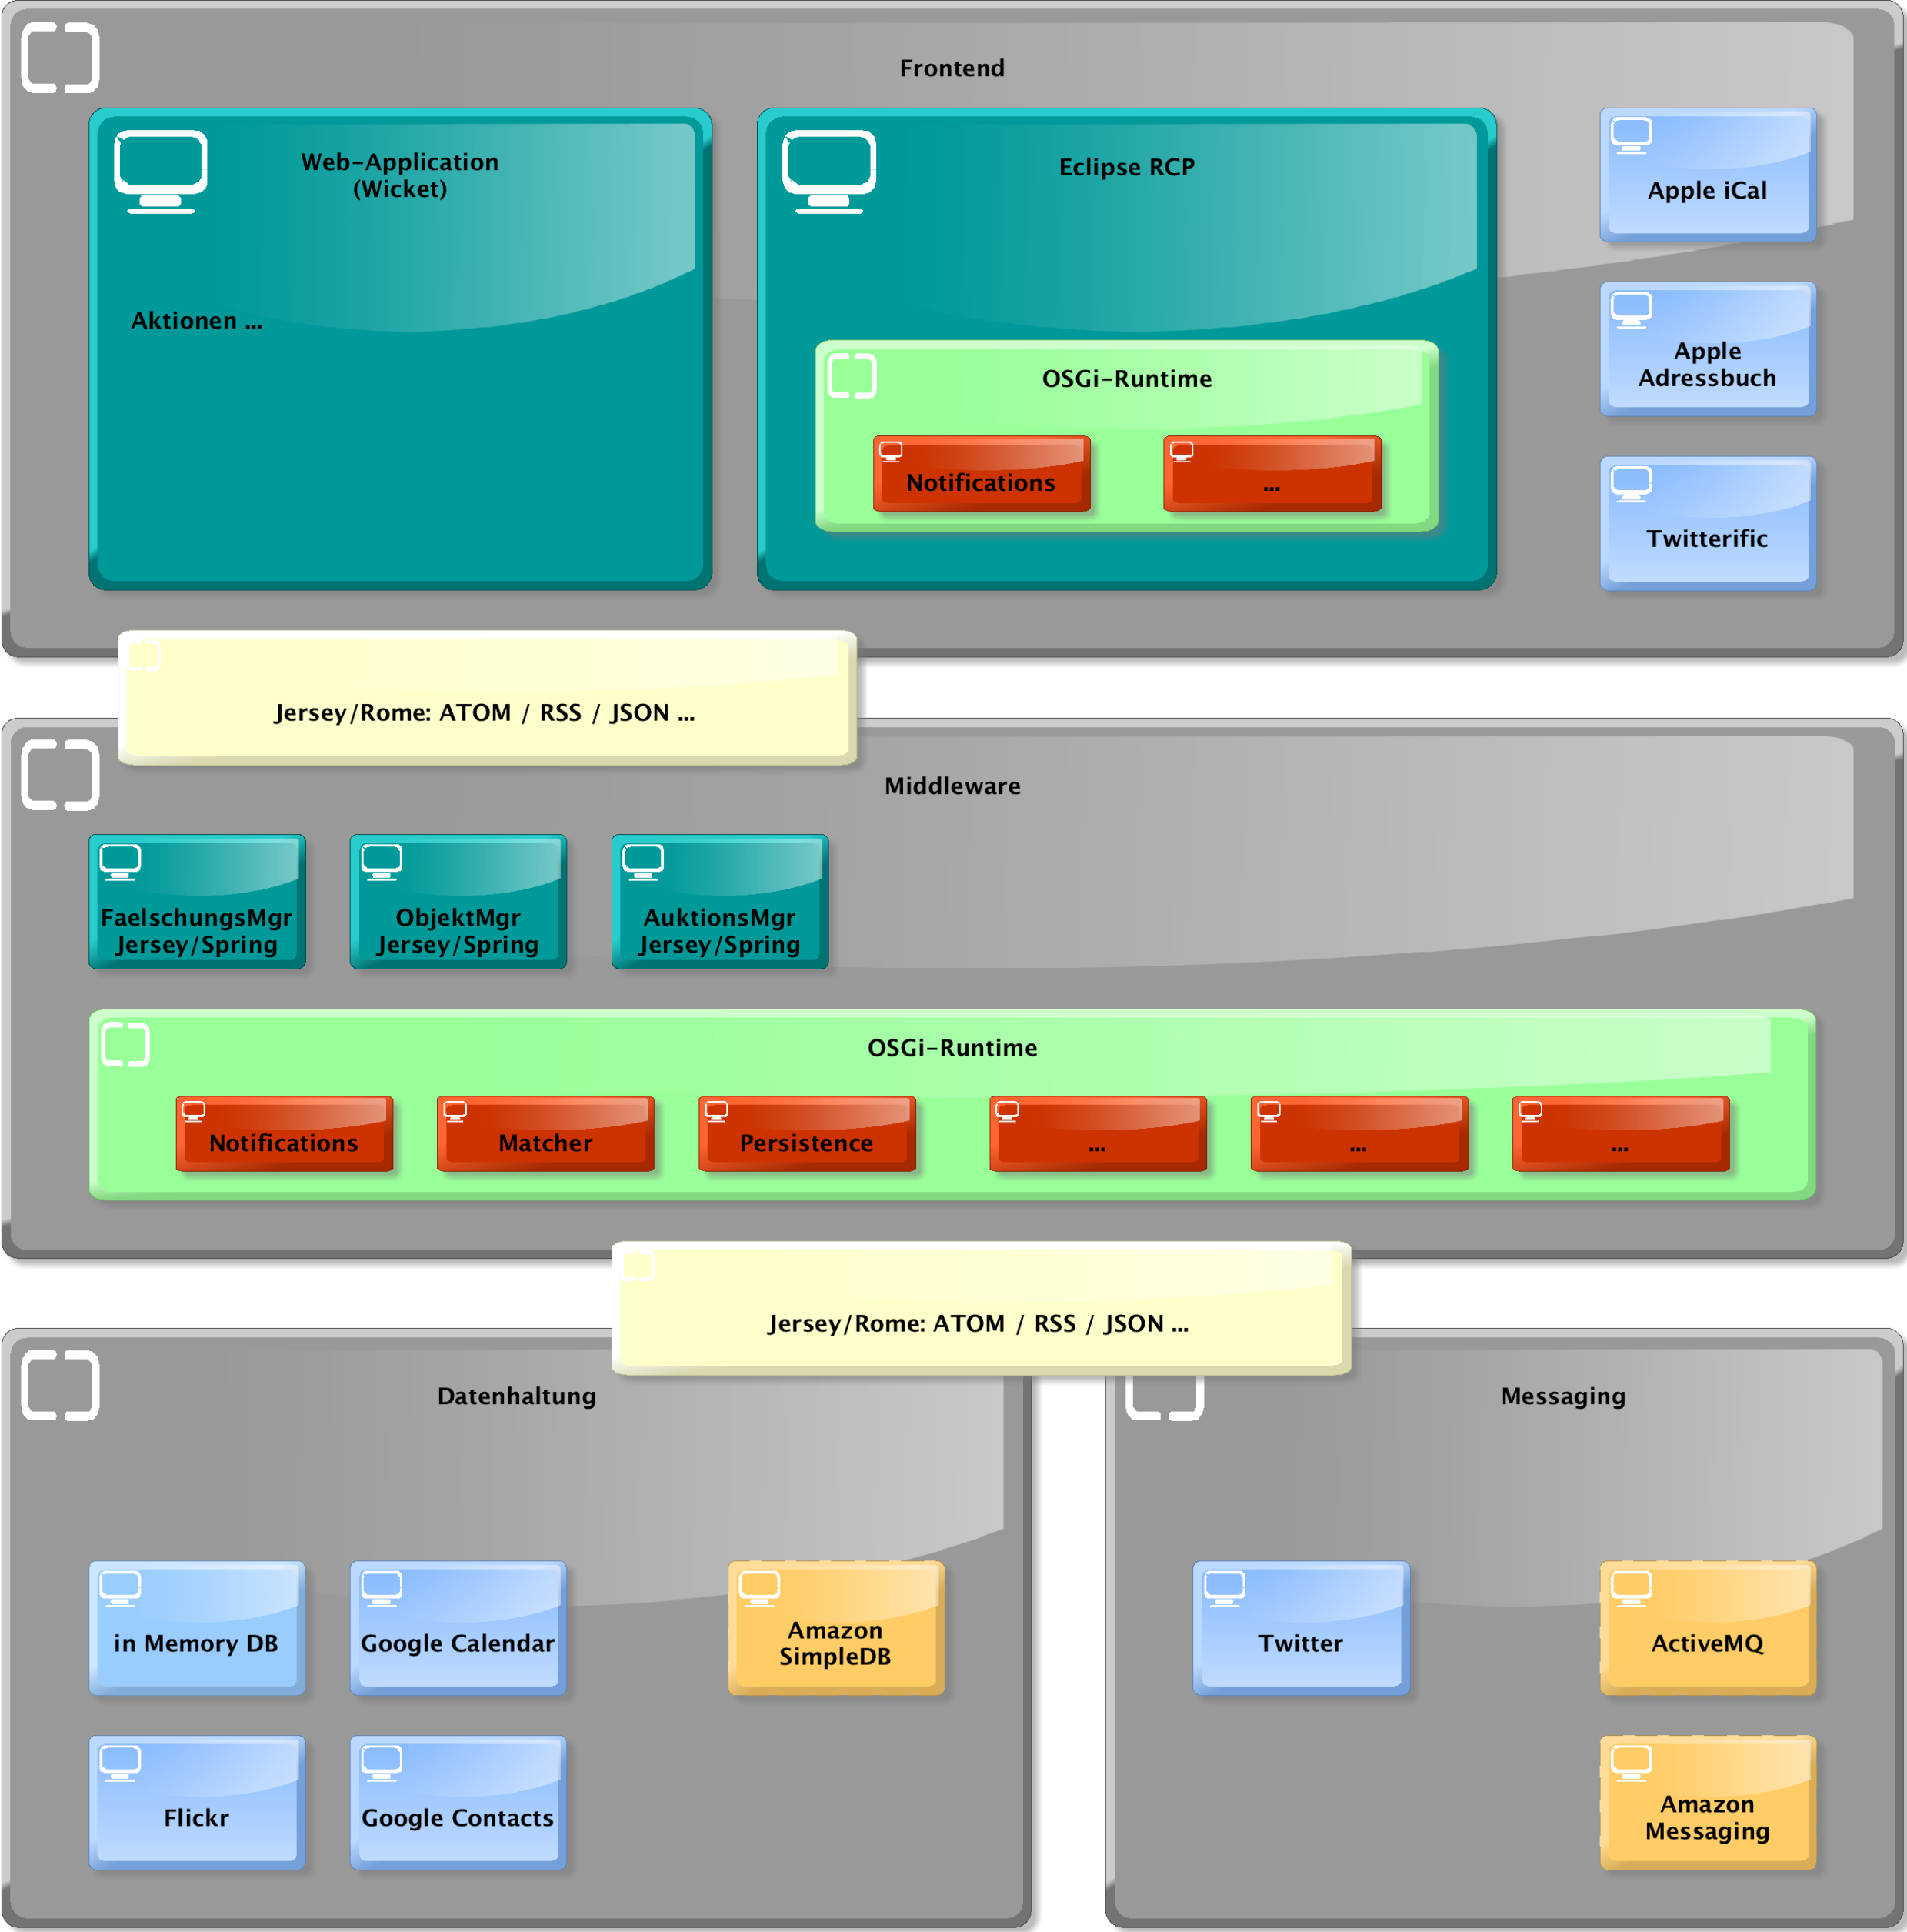 Frontend
Web-Application
(Wicket)
Aktionen ...
Eclipse RCP
OSGi-Runtime
Notifications
...
Apple iCal
Apple
Adressbuch
Twitterific
Jersey/Rome: ATOM / RSS / JSON ...
Middleware
FaelschungsMgr
Jersey/Spring
ObjektMgr
Jersey/Spring
AuktionsMgr
Jersey/Spring
OSGi-Runtime
Notifications
Matcher
Persistence
...
...
...
Jersey/Rome: ATOM / RSS / JSON ...
Datenhaltung
in Memory DB
Google Calendar
Amazon
SimpleDB
Flickr
Google Contacts
Messaging
Twitter
ActiveMQ
Amazon
Messaging